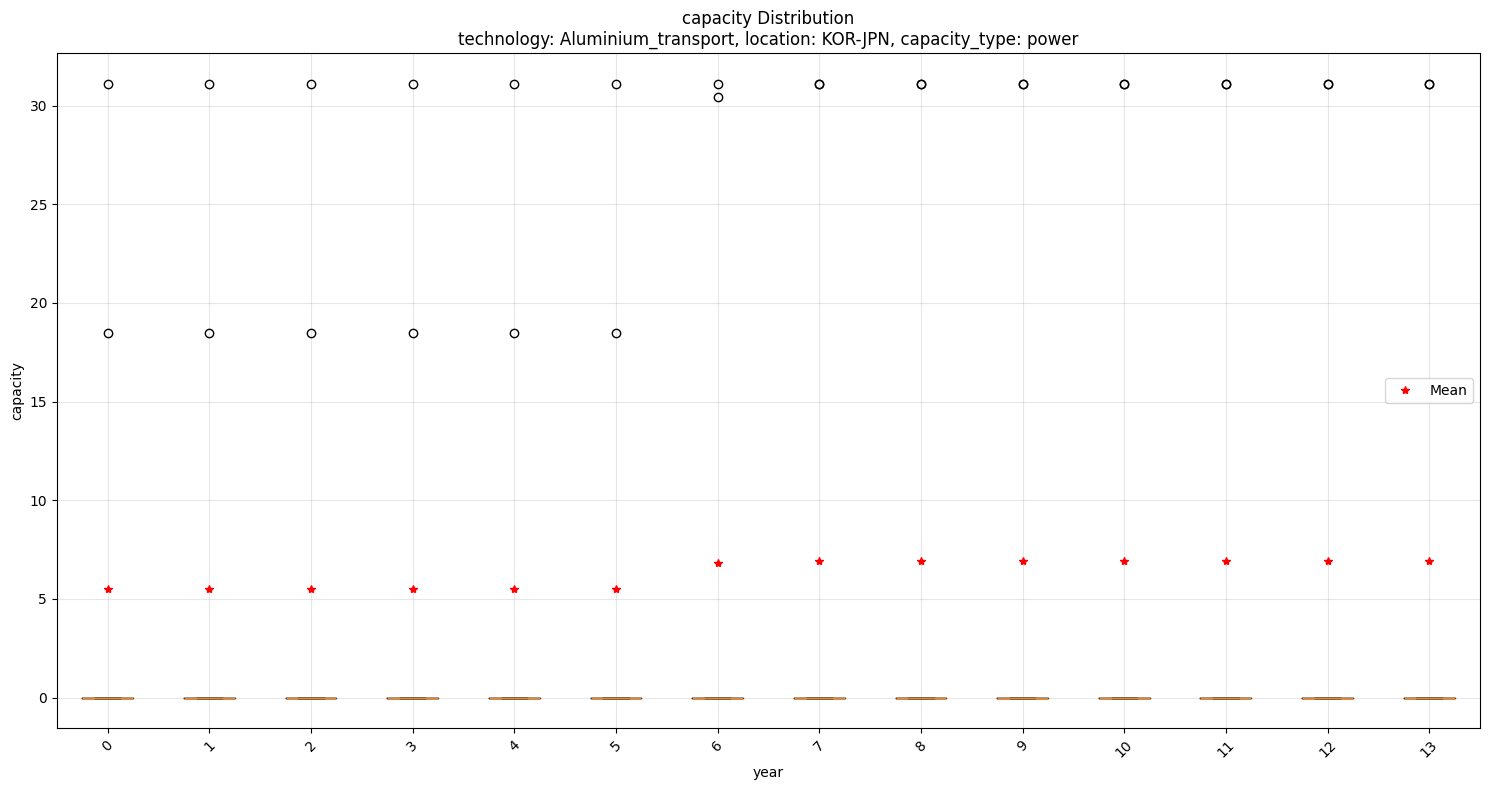 capacity Distribution
technology: Aluminium_transport, location: KOR-JPN, capacity_type: power
capacity
30
25
20
15
10
5
0
Mean
0 1 2 3 4 5 6 7 8 9 10 11 12 13
year